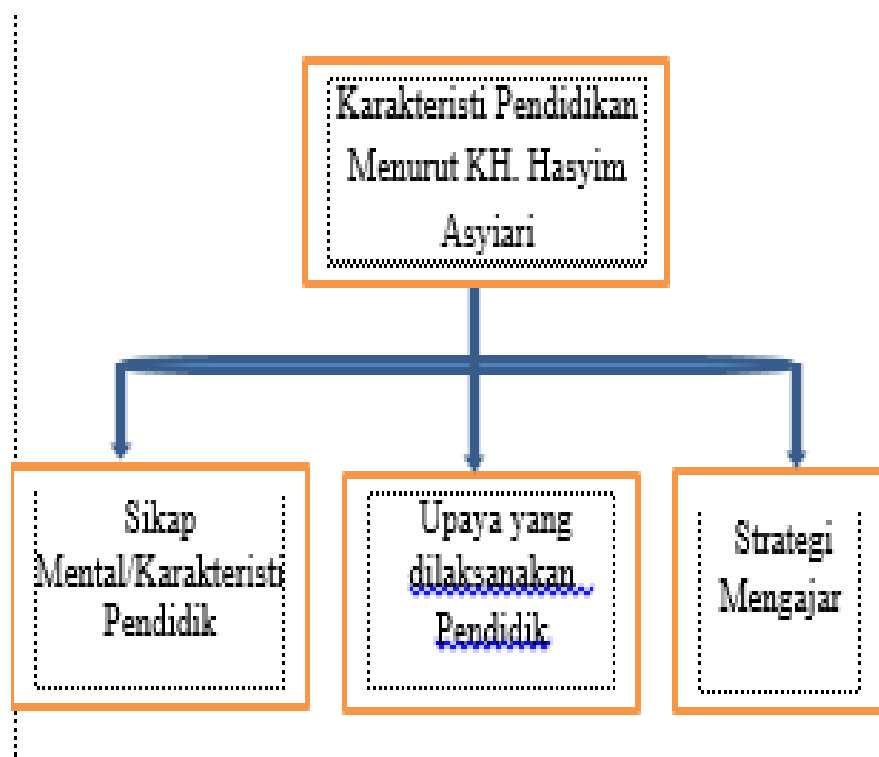 Karakteristi Pendidikan
Menurut KH. Hasyim
Asyiari
Sikap
Mental/Karakteristi
Pendidik
Upaya yang
dilaksanakan
Pendidik
Strategi
Mengajar